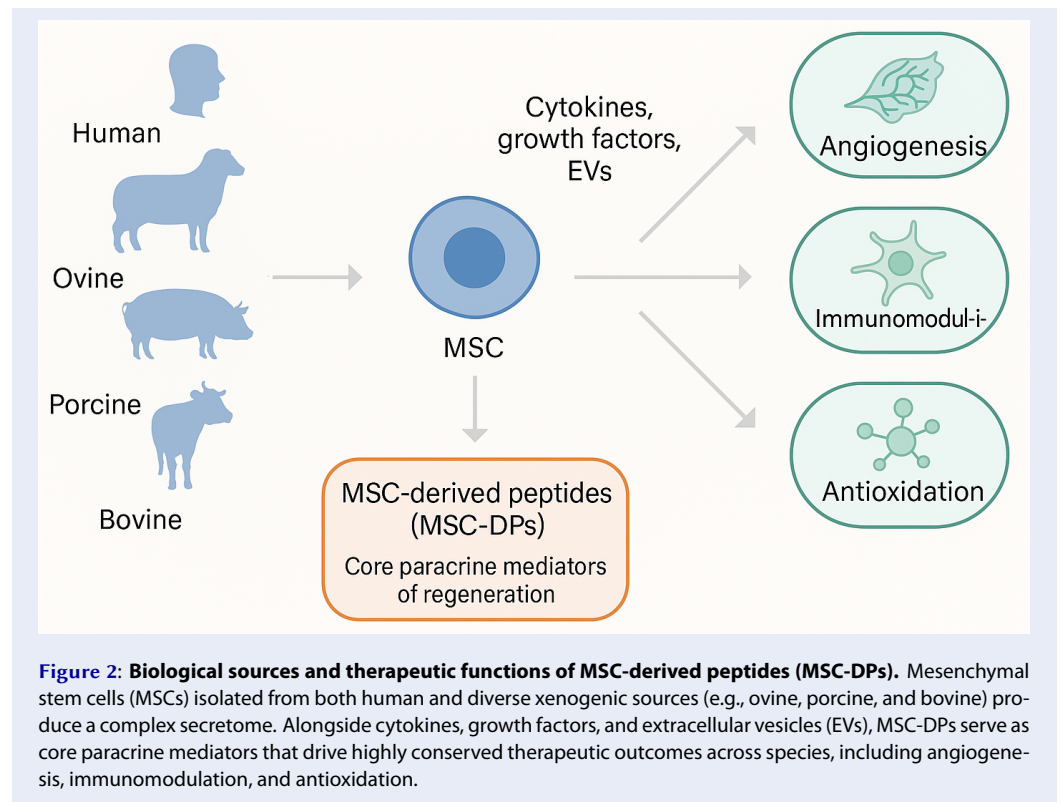 Human
Ovine
Porcine
Bovine
Cytokines,
growth factors,
EVs
MSC
MSC-derived peptides
(MSC-DPs)
Core paracrine mediators
of regeneration
Angiogenesis
Immunomodul-i-
Antioxidation
Figure 2: Biological sources and therapeutic functions of MSC-derived peptides (MSC-DPs). Mesenchymal
stem cells (MSCs) isolated from both human and diverse xenogenic sources (e.g., ovine, porcine, and bovine) pro-
duce a complex secretome. Alongside cytokines, growth factors, and extracellular vesicles (EVs), MSC-DPs serve as
core paracrine mediators that drive highly conserved therapeutic outcomes across species, including angiogene-
sis, immunomodulation, and antioxidation.